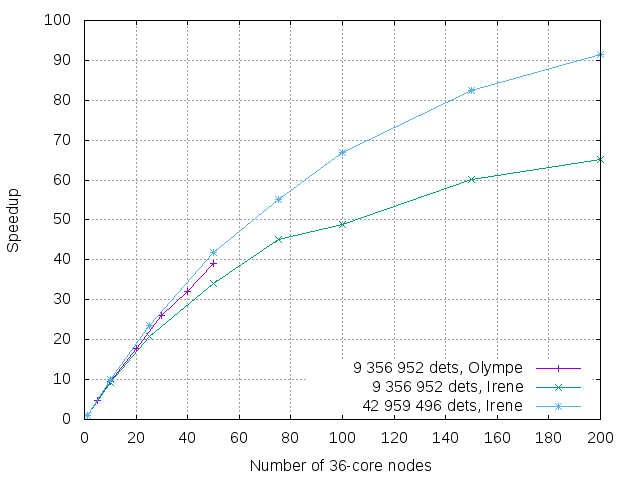 100
90
80
70
60
50
40
30
20
10
0
Speedup
9 356 952 dets, Olympe
9 356 952 dets, Irene
42 959 496 dets, Irene
0 20 40 60 80 100 120 140 160 180 200
Number of 36-core nodes